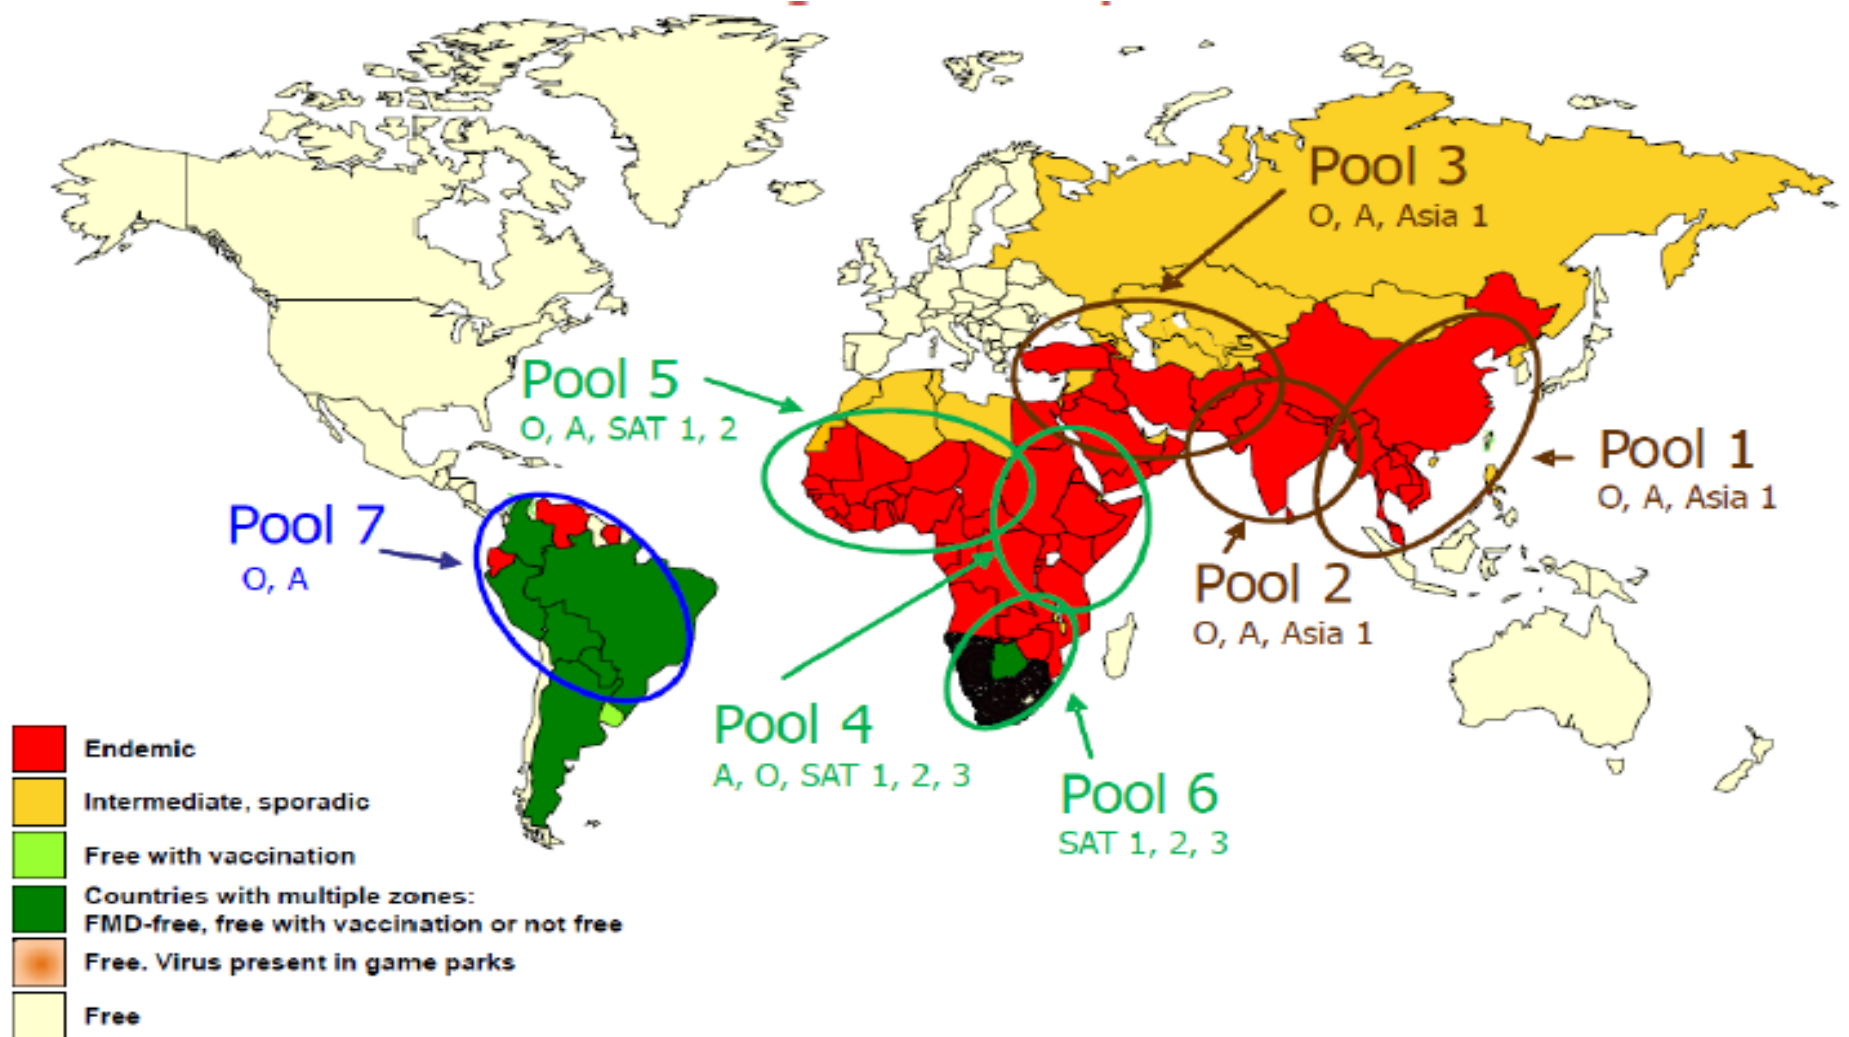 Pool 3
O, A, Asia 1
Pool 5
O, A, SAT 1, 2
Pool 1
O, A, Asia 1
Pool 7
O, A
Pool 2
O, A, Asia 1
Pool 4
A, O, SAT 1, 2, 3
Pool 6
SAT 1, 2, 3
Endemic
Intermediate, sporadic
Free with vaccination
Countries with multiple zones:
FMD-free, free with vaccination or not free
Free. Virus present in game parks
Free